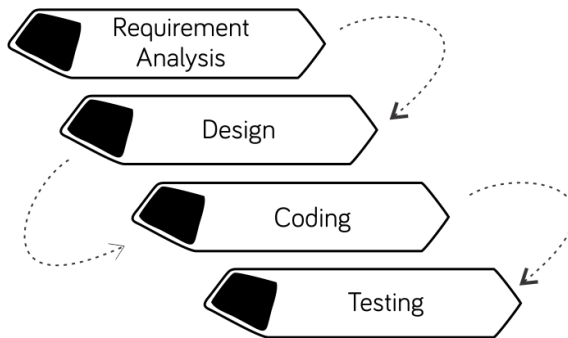 Requirement
Analysis
Design
Coding
Testing